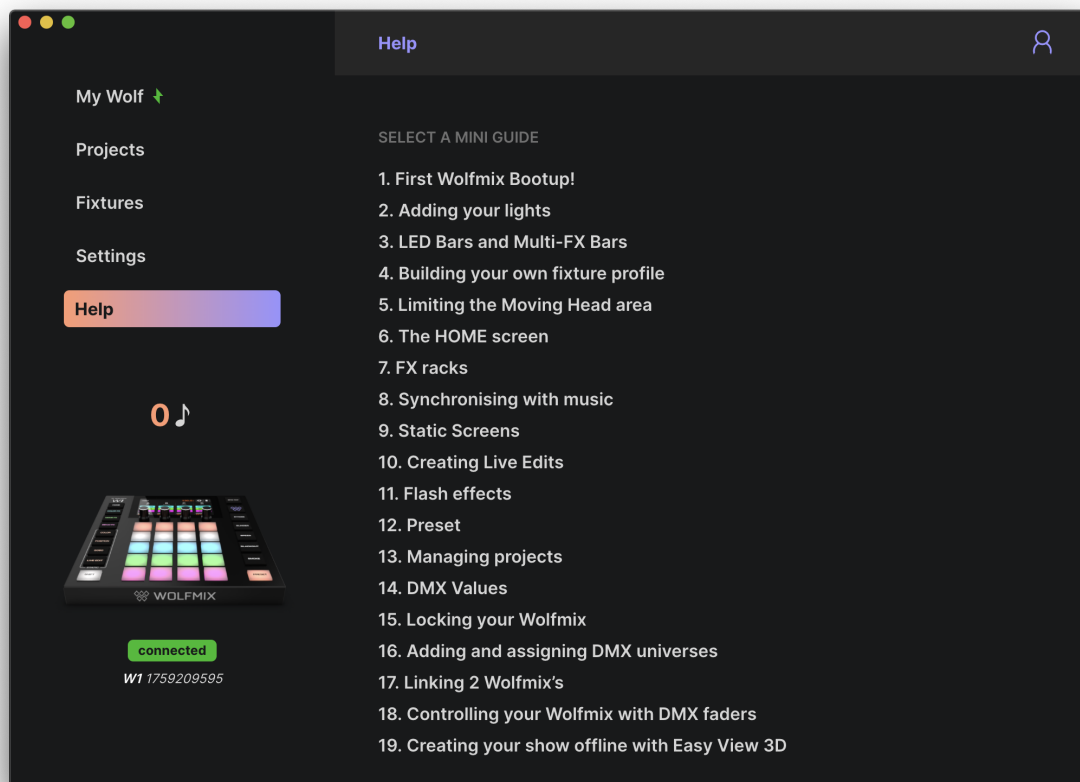 Help
My Wolf
Projects
Fixtures
Settings
Help
0
WOLFMIX
connected
W1 1759209595
SELECT A MINI GUIDE
1. First Wolfmix Bootup!
2. Adding your lights
3. LED Bars and Multi-FX Bars
4. Building your own fixture profile
5. Limiting the Moving Head area
6. The HOME screen
7. FX racks
8. Synchronising with music
9. Static Screens
10. Creating Live Edits
11. Flash effects
12. Preset
13. Managing projects
14. DMX Values
15. Locking your Wolfmix
16. Adding and assigning DMX universes
17. Linking 2 Wolfmix’s
18. Controlling your Wolfmix with DMX faders
19. Creating your show offline with Easy View 3D